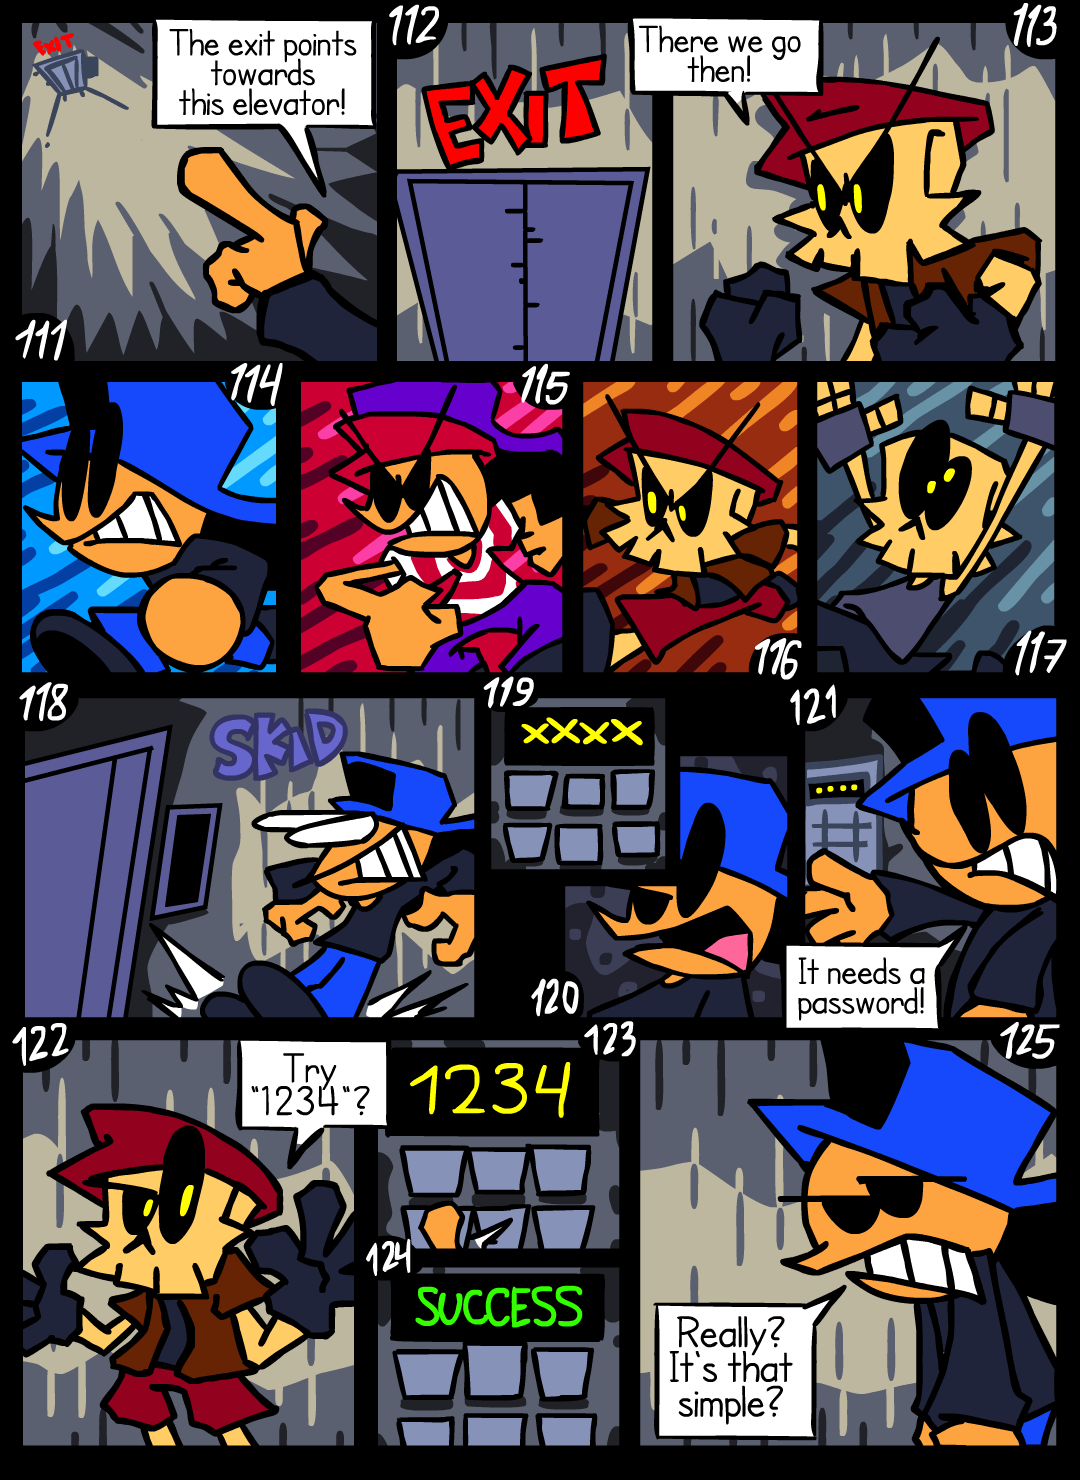 111
EXIT
The exit points
towards
this elevator!
112
EXIT
113
There we go
then!
114
115
116
117
118
SKID
119
xXXX
120
121
It needs a
password!
122
Try
"1234"?
123
1234
124
SUCCESS
125
Really?
It's that
simple?